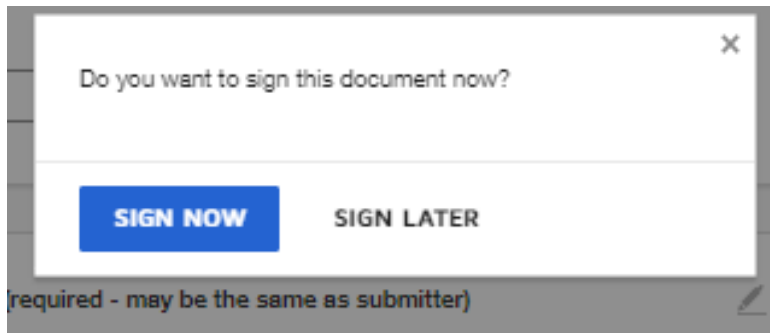 Do you want to sign this document now?
SIGN NOW
SIGN LATER
(required - may be the same as submitter)